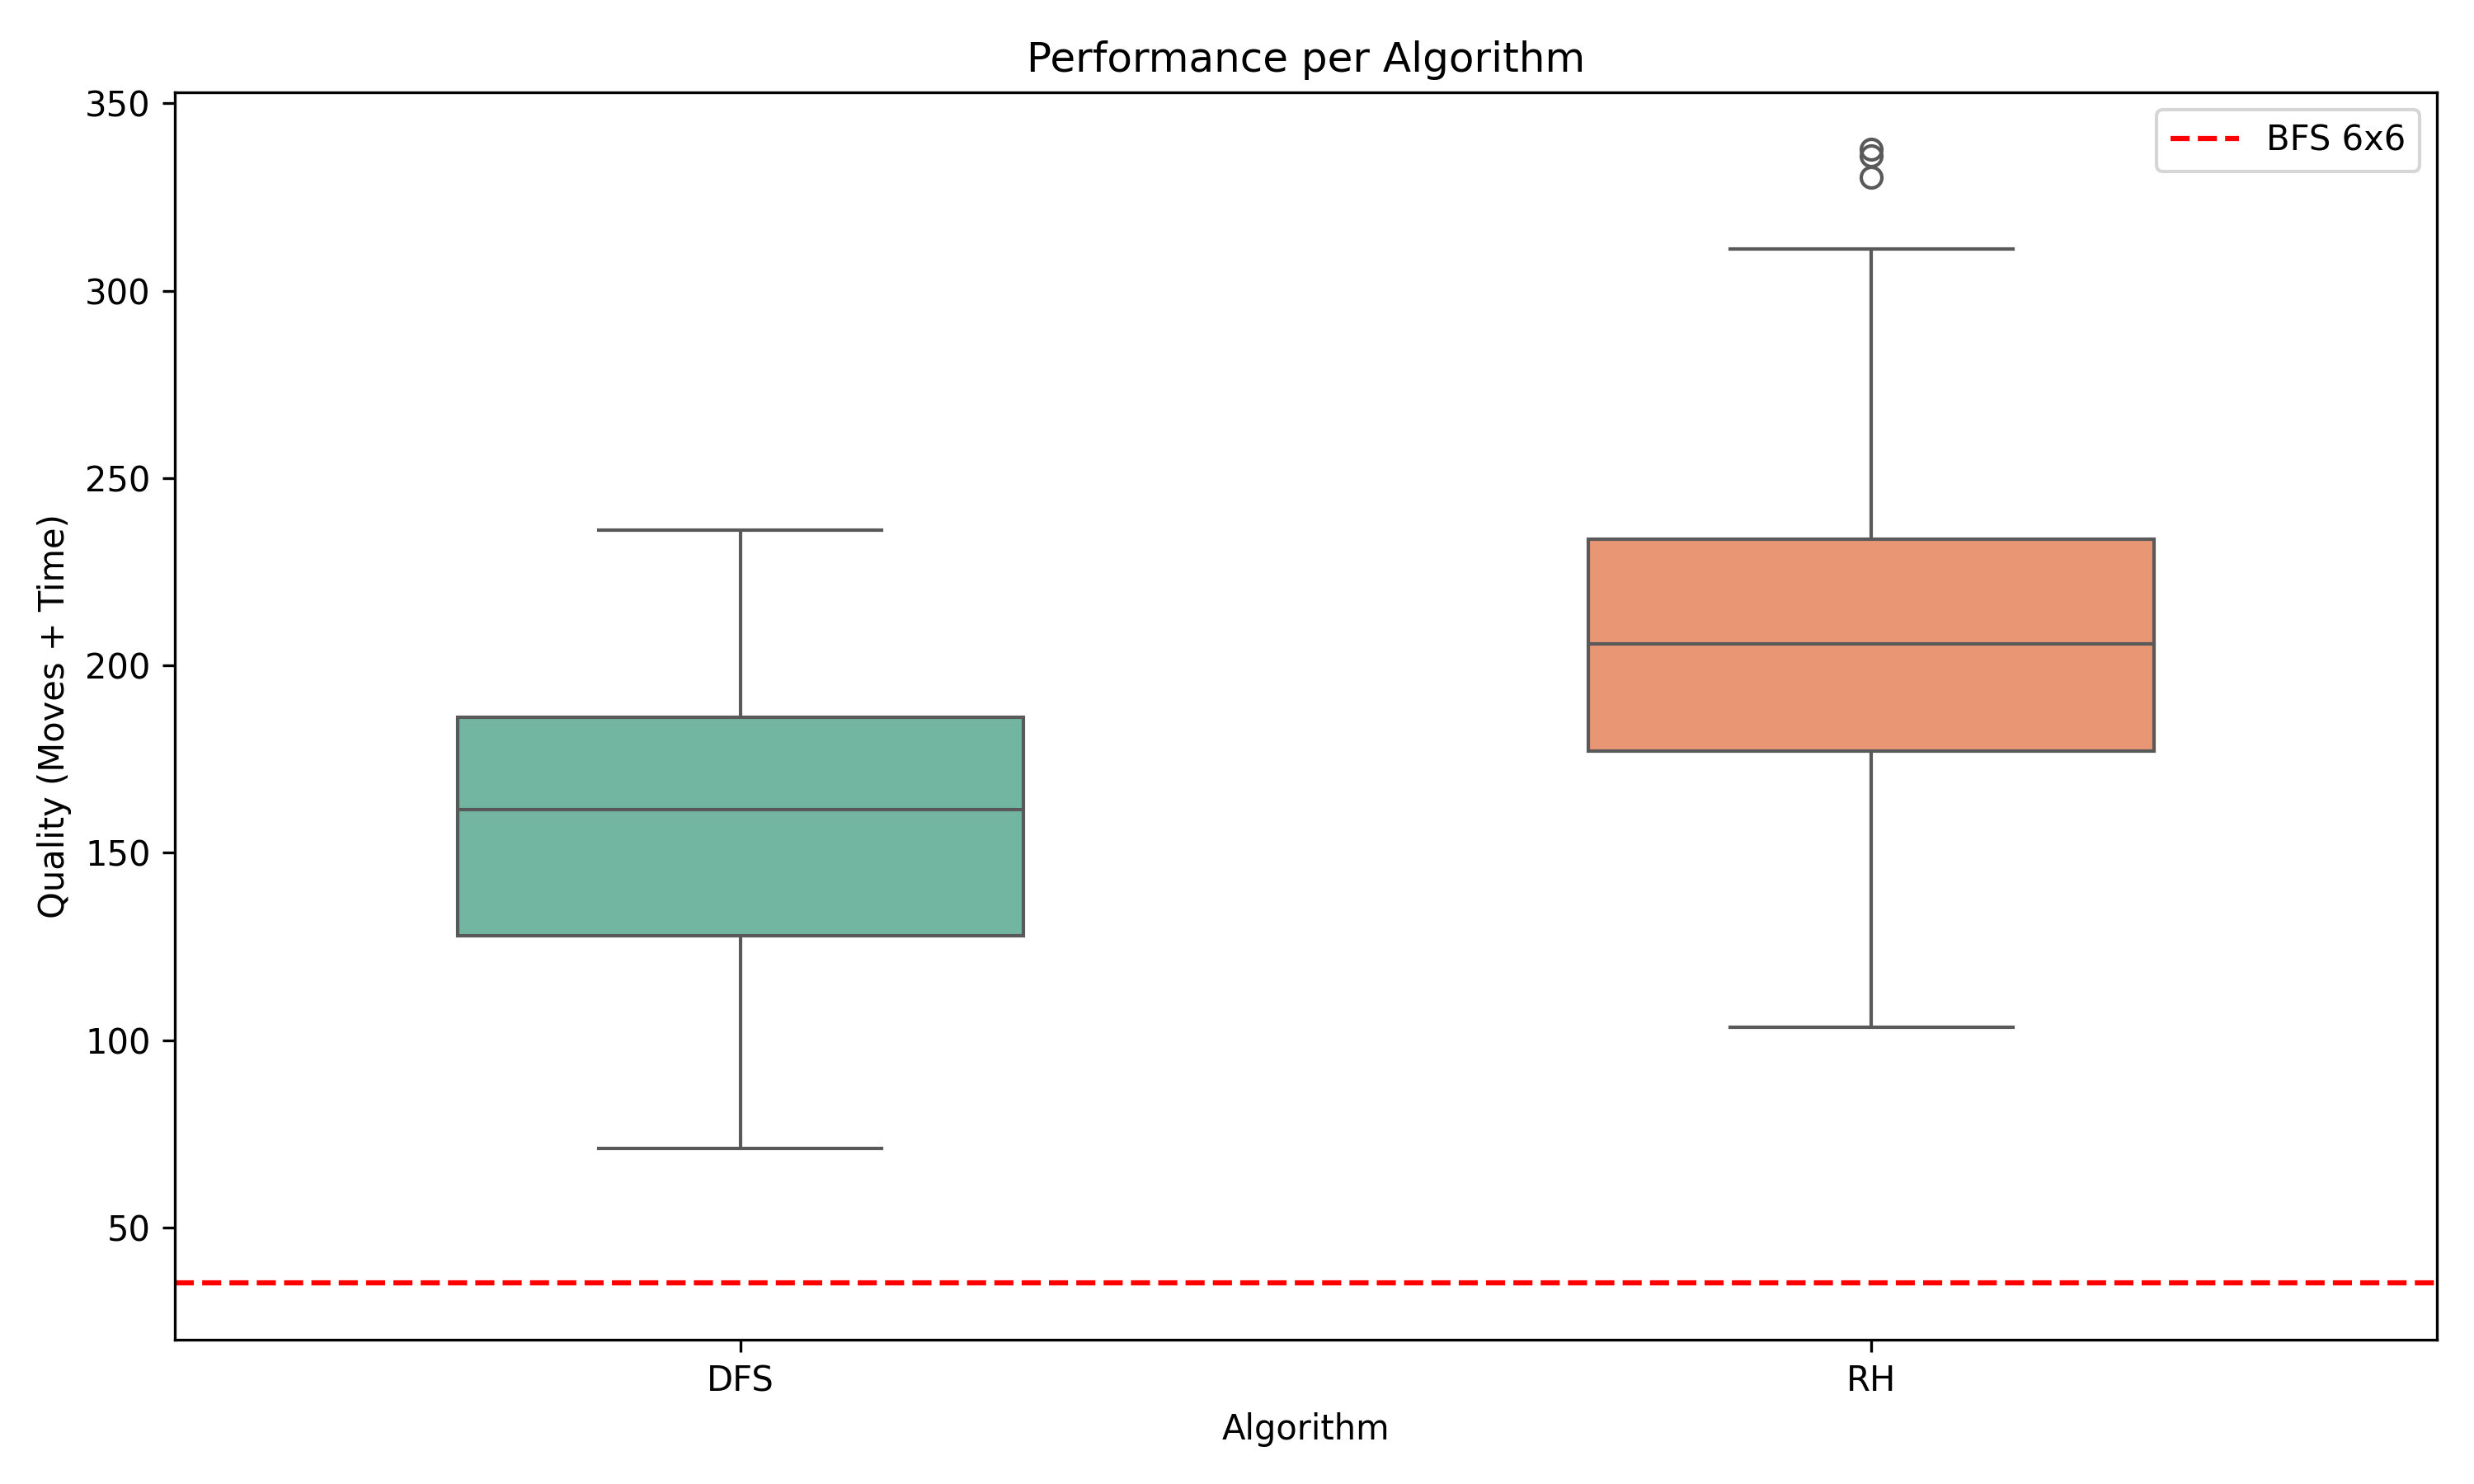 Performance per Algorithm
BFS 6x6
Quality (Moves + Time)
350
300
250
200
150
100
50
DFS
RH
Algorithm